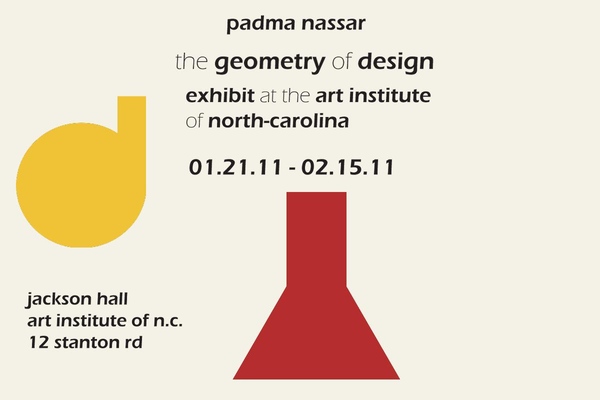 padma nassar
the geometry of design
exhibit at the art institute
of north-carolina
01.21.11 - 02.15.11
jackson hall
art institute of n.c.
12 stanton rd